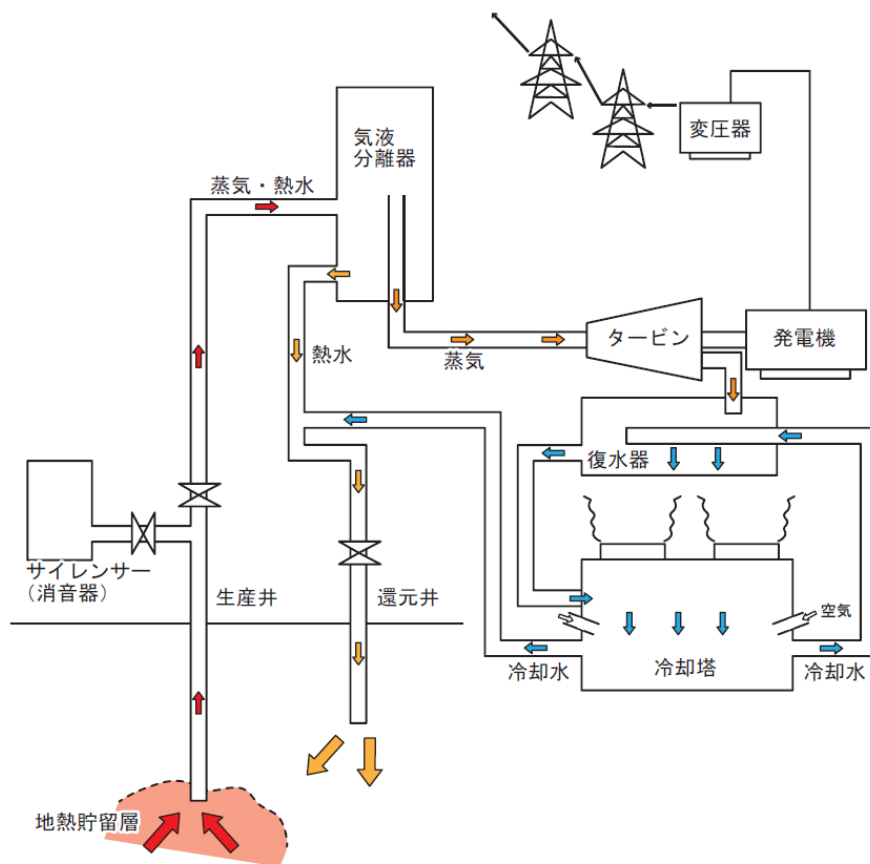 気液
分離器
変圧器
蒸気・熱水
タービン
発電機
熱水
蒸気
復水器
サイレンサー
(消音器)
生産井
還元井
空気
冷却水
冷却塔
冷却水
地熱貯留層